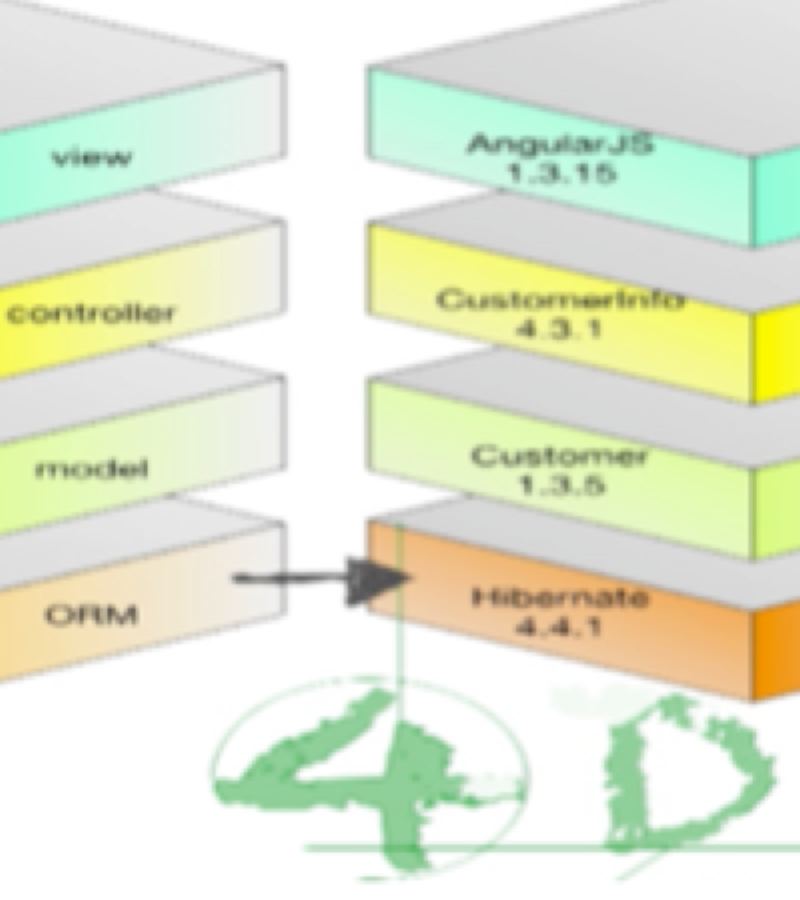 view
AngularJS
1.3.15
controller
CustomerInfo
4.3.1
model
Customer
1.3.5
ORM
Hibernate
4.4.1
4 D